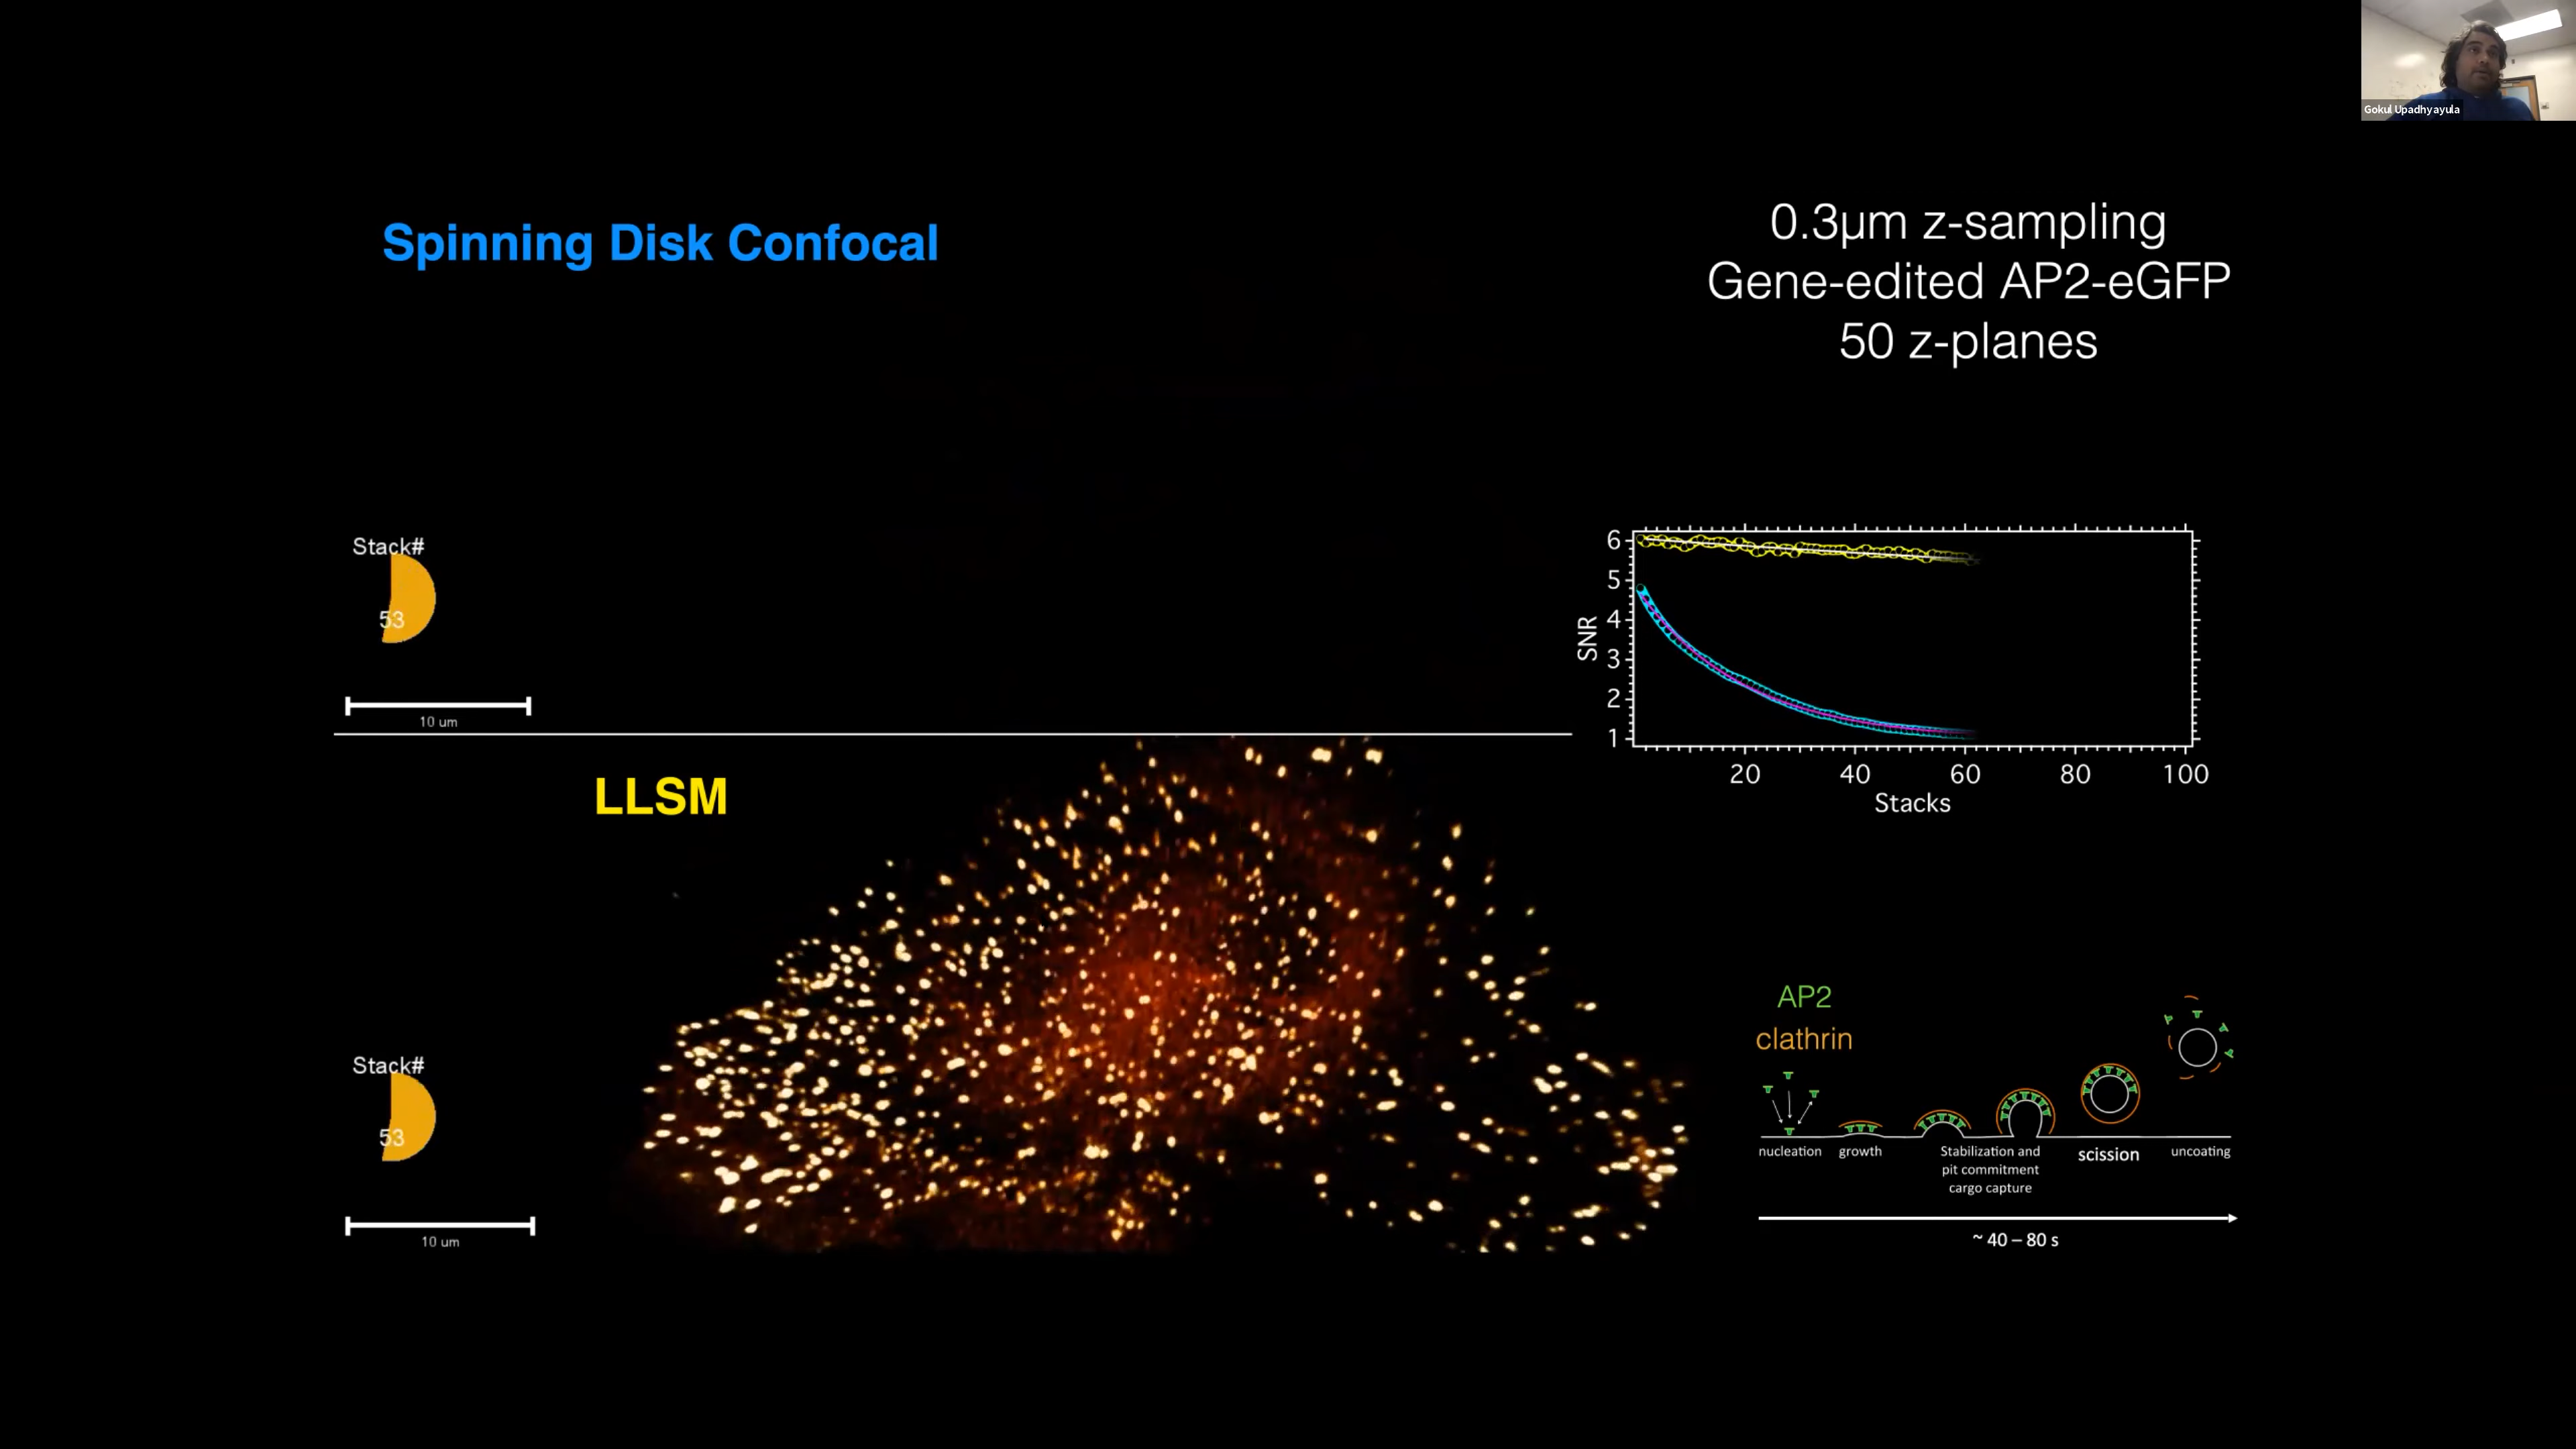 Gokul Upadhyayula
Spinning Disk Confocal
0.3µm z-sampling
Gene-edited AP2-eGFP
50 z-planes
Stack#
53
10 um
6
5
4
3
2
1
SNR
20 40 60 80 100
Stacks
LLSM
Stack#
53
10 um
AP2
clathrin
nucleation growth Stabilization and scission uncoating
pit commitment
cargo capture
~ 40 – 80 s